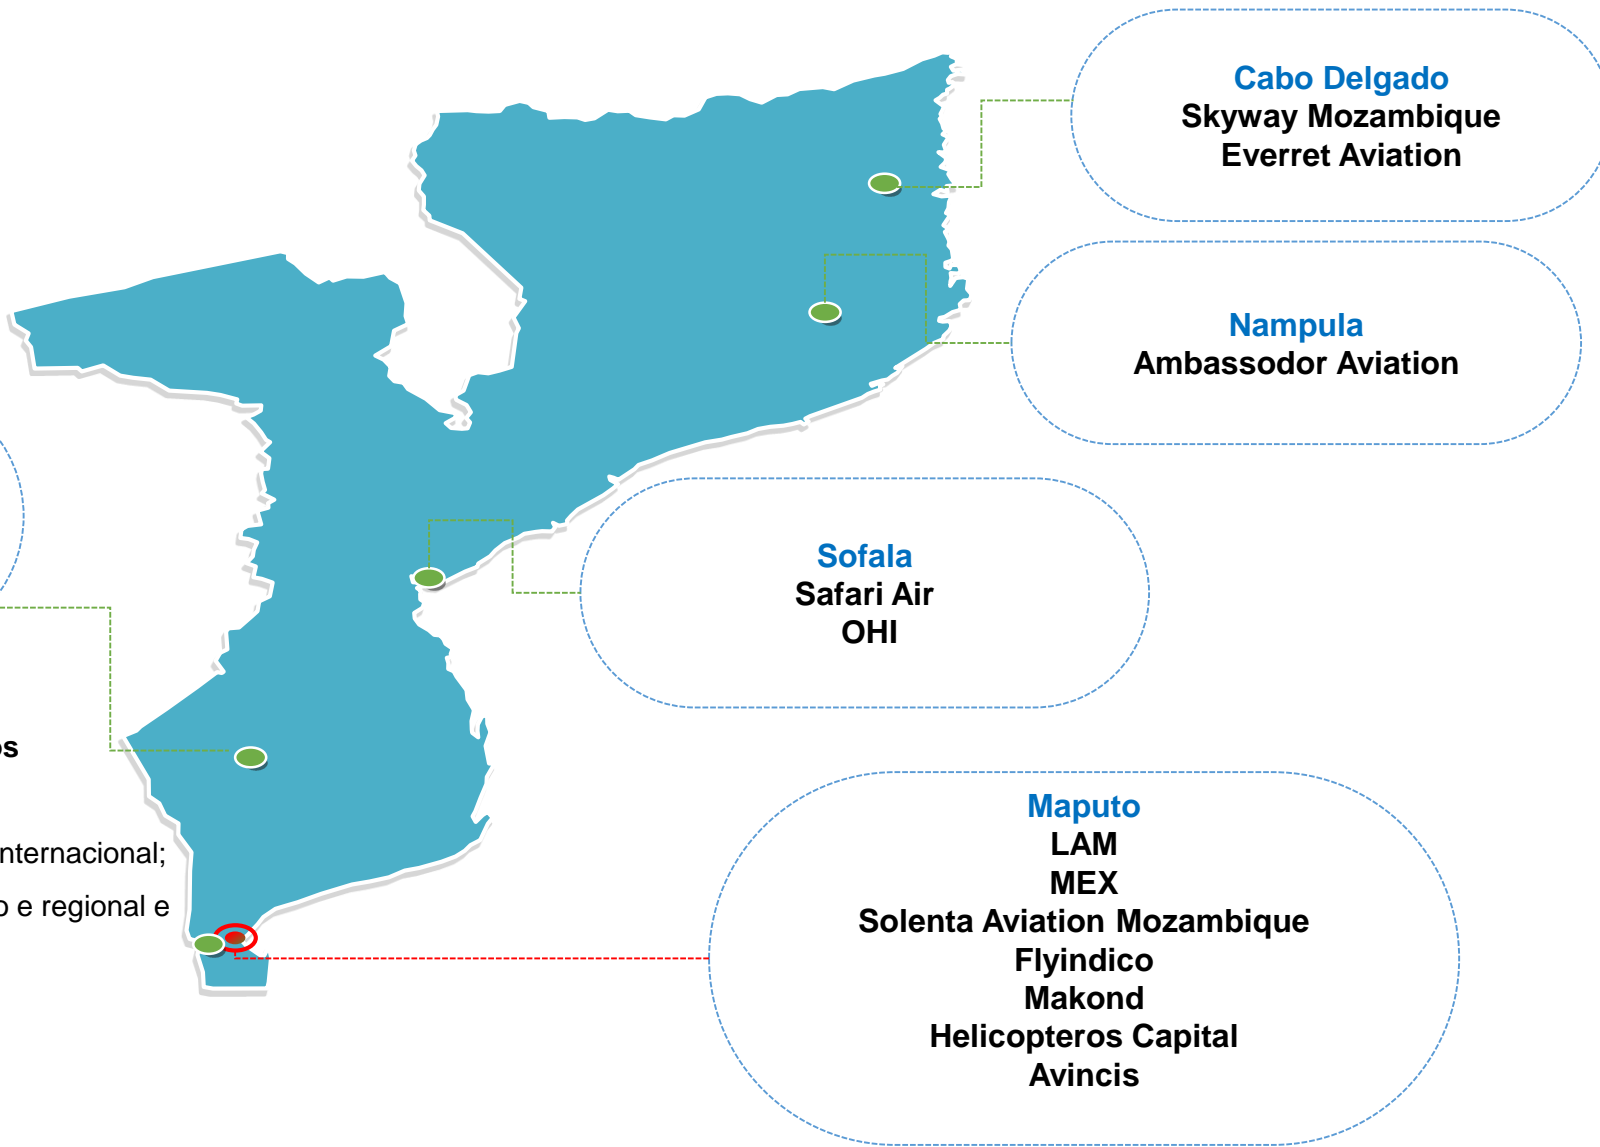 Cabo Delgado
Skyway Mozambique
Everret Aviation
Nampula
Ambassodor Aviation
Sofala
Safari Air
OHI
nternacional;
e regional e
Maputo
LAM
MEX
Solenta Aviation Mozambique
Flyindico
Makond
Helicopteros Capital
Avincis